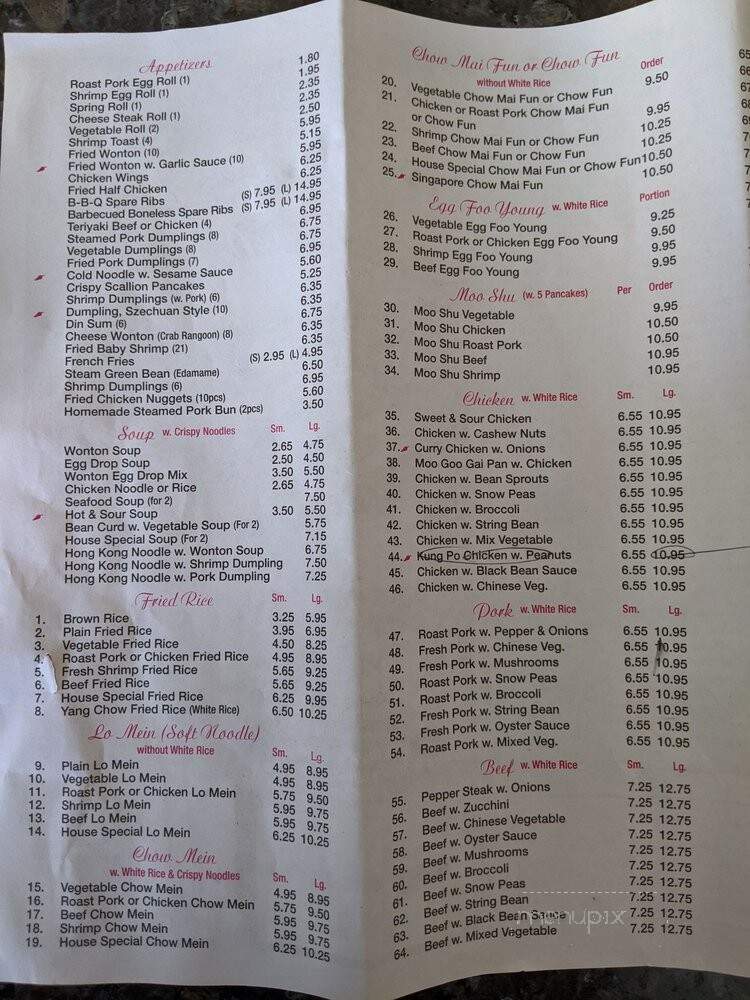 Appetizers
Roast Pork Egg Roll (1) 1.80
Shrimp Egg Roll (1) 1.95
Spring Roll (1) 2.35
Cheese Steak Roll (1) 2.35
Vegetable Roll (2) 2.50
Shrimp Toast (4) 5.95
Fried Wonton (10) 5.15
Fried Wonton w. Garlic Sauce (10) 5.95
Chicken Wings 6.25
Fried Half Chicken 6.25
B-B-Q Spare Ribs (S) 7.95 (L) 14.95
Barbecued Boneless Spare Ribs (S) 7.95 (L) 14.95
Teriyaki Beef or Chicken (4) 6.95
Steamed Pork Dumplings (8) 6.75
Vegetable Dumplings (8) 6.75
Fried Pork Dumplings (7) 6.95
Cold Noodle w. Sesame Sauce 5.60
Crispy Scallion Pancakes 5.25
Shrimp Dumplings (w. Pork) (6) 6.35
Dumpling, Szechuan Style (10) 6.35
Din Sum (6) 6.75
Cheese Wonton (Crab Rangoon) (8) 6.35
Fried Baby Shrimp (21) 6.35
French Fries (S) 2.95 (L) 4.95
Steam Green Bean (Edamame) 6.50
Shrimp Dumplings (6) 6.95
Fried Chicken Nuggets (10pcs) 5.60
Homemade Steamed Pork Bun (2pcs) 3.50
Soup w. Crispy Noodles Sm. Lg.
Wonton Soup 2.65 4.75
Egg Drop Soup 2.50 4.50
Wonton Egg Drop Mix 3.50 5.50
Chicken Noodle or Rice 2.65 4.75
Seafood Soup (for 2) 7.50
Hot & Sour Soup 3.50 5.50
Bean Curd w. Vegetable Soup (For 2) 5.75
House Special Soup (For 2) 7.15
Hong Kong Noodle w. Wonton Soup 6.75
Hong Kong Noodle w. Shrimp Dumpling 7.50
Hong Kong Noodle w. Pork Dumpling 7.25
Fried Rice Sm. Lg.
1. Brown Rice 3.25 5.95
2. Plain Fried Rice 3.95 6.95
3. Vegetable Fried Rice 4.50 8.25
4. Roast Pork or Chicken Fried Rice 4.95 8.95
5. Fresh Shrimp Fried Rice 5.65 9.25
6. Beef Fried Rice 5.65 9.25
7. House Special Fried Rice 6.25 9.95
8. Yang Chow Fried Rice (White Rice) 6.50 10.25
Lo Mein (Soft Noodle)
without White Rice Sm. Lg.
9. Plain Lo Mein 4.95 8.95
10. Vegetable Lo Mein 4.95 8.95
11. Roast Pork or Chicken Lo Mein 5.75 9.50
12. Shrimp Lo Mein 5.95 9.75
13. Beef Lo Mein 5.95 9.75
14. House Special Lo Mein 6.25 10.25
Chow Mein
w. White Rice & Crispy Noodles Sm. Lg.
15. Vegetable Chow Mein 4.95 8.95
16. Roast Pork or Chicken Chow Mein 5.75 9.50
17. Beef Chow Mein 5.95 9.75
18. Shrimp Chow Mein 5.95 9.75
19. House Special Chow Mein 6.25 10.25
Chow Mai Fun or Chow Fun
without White Rice Order
20. Vegetable Chow Mai Fun or Chow Fun 9.50
21. Chicken or Roast Pork Chow Mai Fun
or Chow Fun 9.95
22. Shrimp Chow Mai Fun or Chow Fun 10.25
23. Beef Chow Mai Fun or Chow Fun 10.25
24. House Special Chow Mai Fun or Chow Fun 10.50
25. Singapore Chow Mai Fun 10.50
Egg Foo Young w. White Rice Portion
26. Vegetable Egg Foo Young 9.25
27. Roast Pork or Chicken Egg Foo Young 9.50
28. Shrimp Egg Foo Young 9.95
29. Beef Egg Foo Young 9.95
Moo Shu (w. 5 Pancakes) Per Order
30. Moo Shu Vegetable 9.95
31. Moo Shu Chicken 10.50
32. Moo Shu Roast Pork 10.50
33. Moo Shu Beef 10.95
34. Moo Shu Shrimp 10.95
Chicken w. White Rice Sm. Lg.
35. Sweet & Sour Chicken 6.55 10.95
36. Chicken w. Cashew Nuts 6.55 10.95
37. Curry Chicken w. Onions 6.55 10.95
38. Moo Goo Gai Pan w. Chicken 6.55 10.95
39. Chicken w. Bean Sprouts 6.55 10.95
40. Chicken w. Snow Peas 6.55 10.95
41. Chicken w. Broccoli 6.55 10.95
42. Chicken w. String Bean 6.55 10.95
43. Chicken w. Mix Vegetable 6.55 10.95
44. Kung Po Chicken w. Peanuts 6.55 10.95
45. Chicken w. Black Bean Sauce 6.55 10.95
46. Chicken w. Chinese Veg. 6.55 10.95
Pork w. White Rice Sm. Lg.
47. Roast Pork w. Pepper & Onions 6.55 10.95
48. Fresh Pork w. Chinese Veg. 6.55 10.95
49. Fresh Pork w. Mushrooms 6.55 10.95
50. Roast Pork w. Snow Peas 6.55 10.95
51. Roast Pork w. Broccoli 6.55 10.95
52. Fresh Pork w. String Bean 6.55 10.95
53. Fresh Pork w. Oyster Sauce 6.55 10.95
54. Roast Pork w. Mixed Veg. 6.55 10.95
Beef w. White Rice Sm. Lg.
55. Pepper Steak w. Onions 7.25 12.75
56. Beef w. Zucchini 7.25 12.75
57. Beef w. Chinese Vegetable 7.25 12.75
58. Beef w. Oyster Sauce 7.25 12.75
59. Beef w. Mushrooms 7.25 12.75
60. Beef w. Broccoli 7.25 12.75
61. Beef w. Snow Peas 7.25 12.75
62. Beef w. String Bean 7.25 12.75
63. Beef w. Black Bean Sauce 7.25 12.75
64. Beef w. Mixed Vegetable 7.25 12.75
menupix
65
66
67
68
69